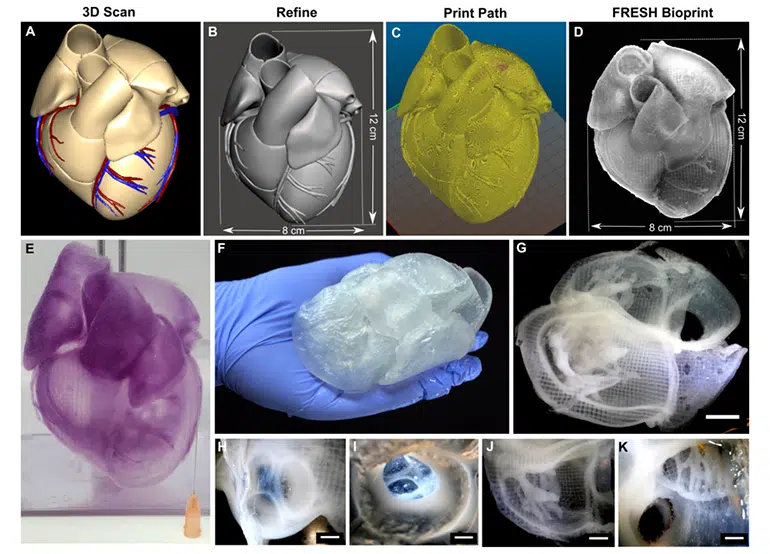 3D Scan
Refine
Print Path
FRESH Bioprint
A
B
C
D
12 cm
8 cm
12 cm
8 cm
E
F
G
H
I
J
K